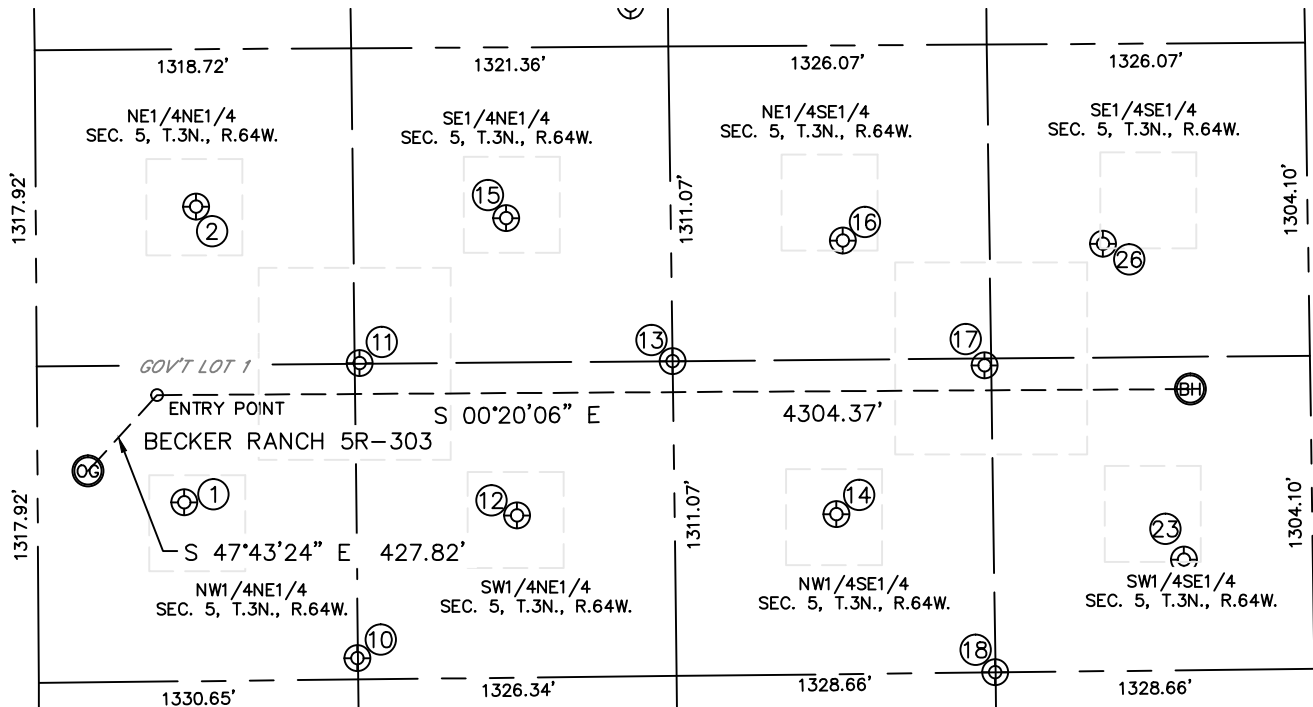 1318.72'
1321.36'
1326.07'
1326.07'
NE1/4NE1/4
SEC. 5, T.3N., R.64W.
SE1/4NE1/4
SEC. 5, T.3N., R.64W.
NE1/4SE1/4
SEC. 5, T.3N., R.64W.
SE1/4SE1/4
SEC. 5, T.3N., R.64W.
1317.92'
2
15
1311.07'
16
26
1304.10'
11
13
17
GOV'T LOT 1
ENTRY POINT
S 00°20'06" E
4304.37'
BH
BECKER RANCH 5R-303
OG
1
12
14
23
1317.92'
1311.07'
1304.10'
S 47°43'24" E 427.82'
NW1/4NE1/4
SEC. 5, T.3N., R.64W.
SW1/4NE1/4
SEC. 5, T.3N., R.64W.
NW1/4SE1/4
SEC. 5, T.3N., R.64W.
SW1/4SE1/4
SEC. 5, T.3N., R.64W.
10
18
1330.65'
1326.34'
1328.66'
1328.66'